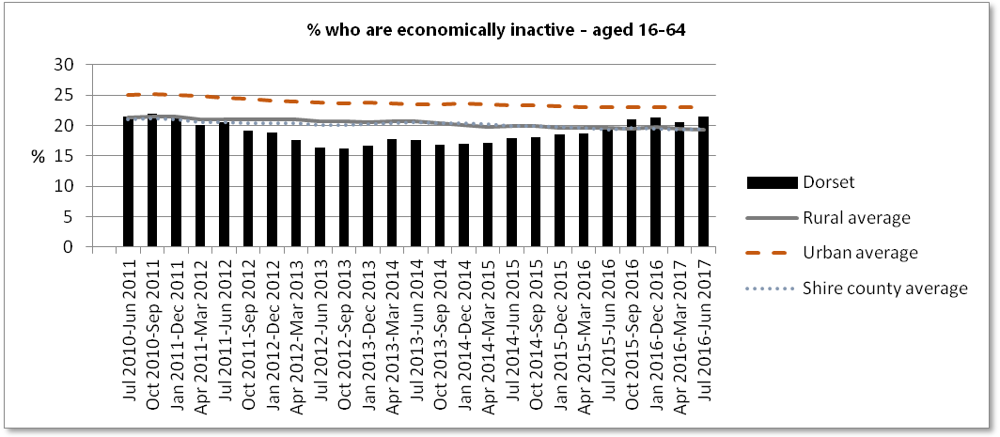 % who are economically inactive - aged 16-64
30
25
20
15
10
5
0
%
Jul 2010-Jun 2011
Oct 2010-Sep 2011
Jan 2011-Dec 2011
Apr 2011-Mar 2012
Jul 2011-Jun 2012
Oct 2011-Sep 2012
Jan 2012-Dec 2012
Apr 2012-Mar 2013
Jul 2012-Jun 2013
Oct 2012-Sep 2013
Jan 2013-Dec 2013
Apr 2013-Mar 2014
Jul 2013-Jun 2014
Oct 2013-Sep 2014
Jan 2014-Dec 2014
Apr 2014-Mar 2015
Jul 2014-Jun 2015
Oct 2014-Sep 2015
Jan 2015-Dec 2015
Apr 2015-Mar 2016
Jul 2015-Jun 2016
Oct 2015-Sep 2016
Jan 2016-Dec 2016
Apr 2016-Mar 2017
Jul 2016-Jun 2017
Dorset
Rural average
Urban average
Shire county average